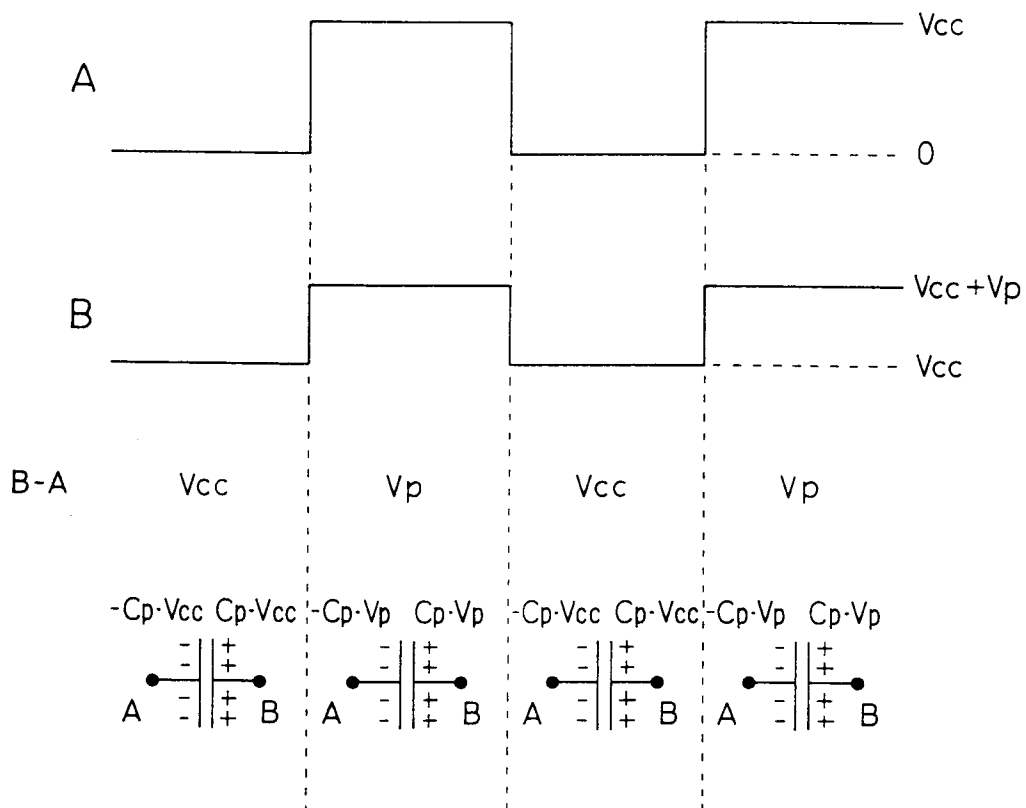 A
Vcc
0
B
Vcc+Vp
Vcc
B-A Vcc Vp Vcc Vp
-Cp·Vcc Cp·Vcc -Cp·Vp Cp·Vp -Cp·Vcc Cp·Vcc -Cp·Vp Cp·Vp
- + - + - + - +
- + - + - + - +
- + - + - + - +
A - + B A - + B A - + B A - + B